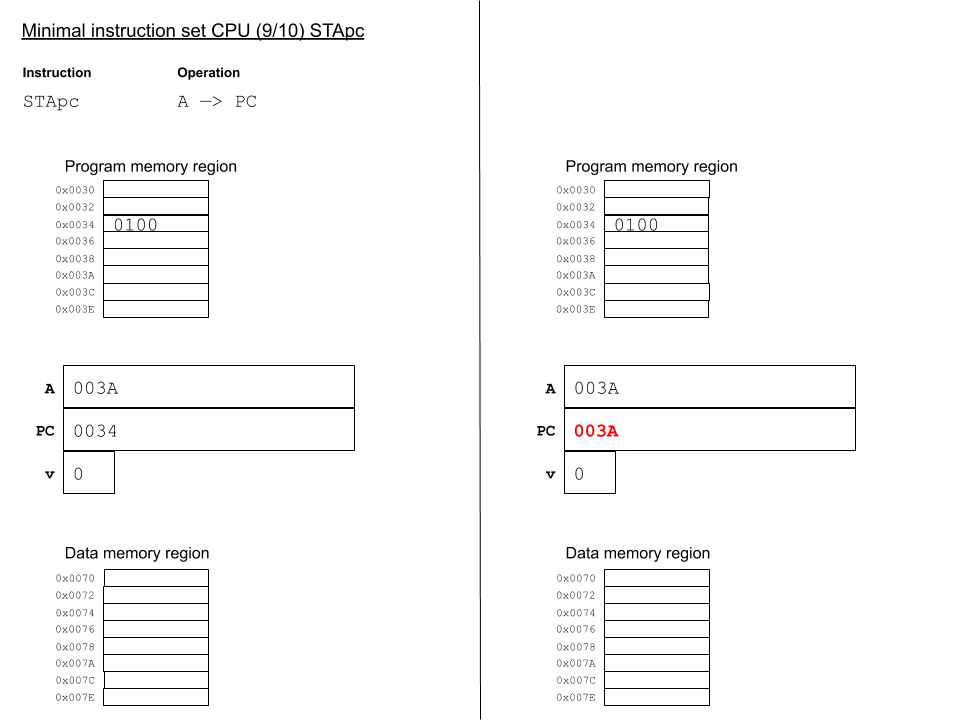 Minimal instruction set CPU (9/10) STApc
Instruction Operation
STApc A —> PC
Program memory region
0x0030
0x0032
0x0034 0100
0x0036
0x0038
0x003A
0x003C
0x003E
A 003A
PC 0034
v 0
Data memory region
0x0070
0x0072
0x0074
0x0076
0x0078
0x007A
0x007C
0x007E
Program memory region
0x0030
0x0032
0x0034 0100
0x0036
0x0038
0x003A
0x003C
0x003E
A 003A
PC 003A
v 0
Data memory region
0x0070
0x0072
0x0074
0x0076
0x0078
0x007A
0x007C
0x007E